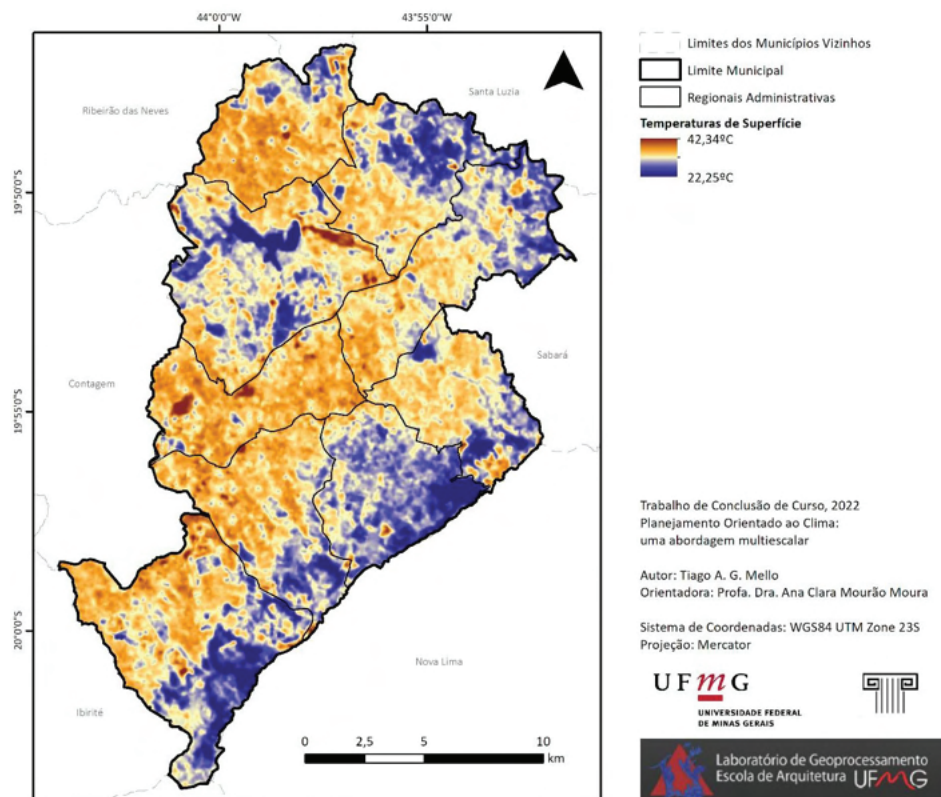 44°0'0"W
43°55'0"W
19°50'0"S
19°55'0"S
20°0'0"S
Ribeirão das Neves
Santa Luzia
Contagem
Sabará
Nova Lima
Ibirité
0 2,5 5 10
km
Limites dos Municípios Vizinhos
Limite Municipal
Regionais Administrativas
Temperaturas de Superfície
42,34ºC
22,25ºC
Trabalho de Conclusão de Curso, 2022
Planejamento Orientado ao Clima:
uma abordagem multiescalar
Autor: Tiago A. G. Mello
Orientadora: Profa. Dra. Ana Clara Mourão Moura
Sistema de Coordenadas: WGS84 UTM Zone 23S
Projeção: Mercator
UFmG
UNIVERSIDADE FEDERAL
DE MINAS GERAIS
Laboratório de Geoprocessamento
Escola de Arquitetura UFmG